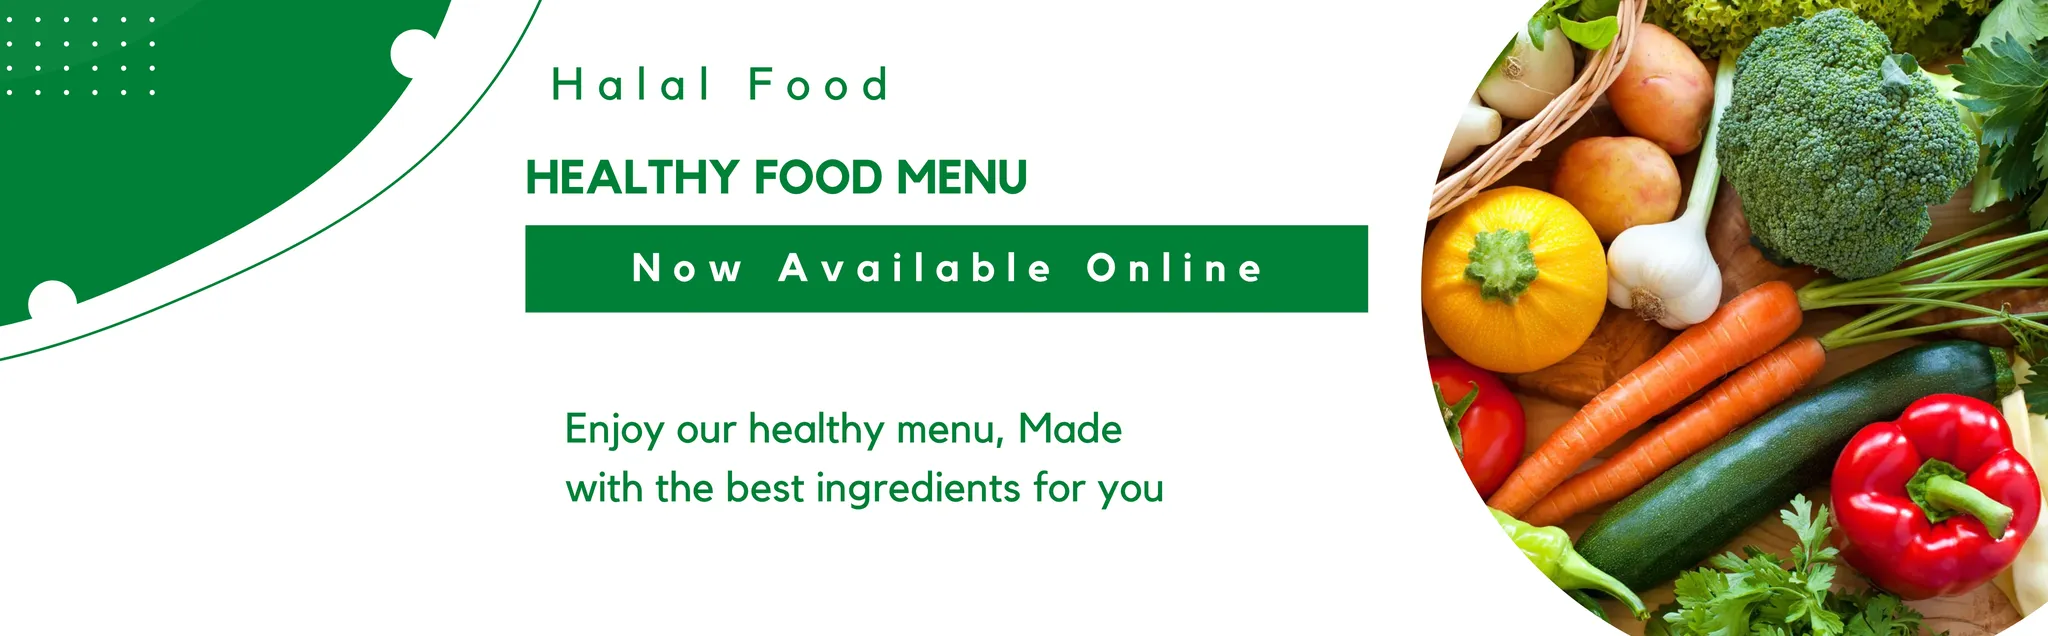 Halal Food
HEALTHY FOOD MENU
Now Available Online
Enjoy our healthy menu, Made
with the best ingredients for you